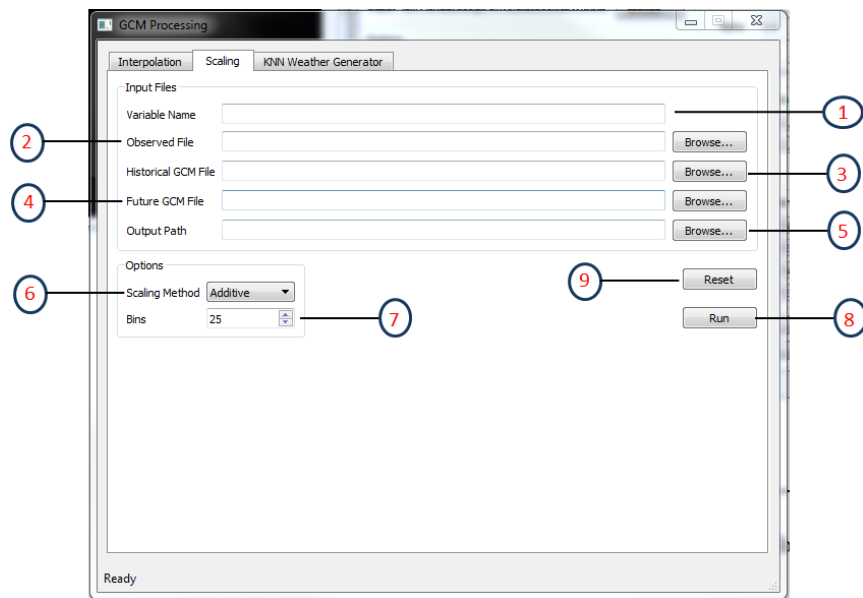 GCM Processing
Interpolation Scaling KNN Weather Generator
Input Files
Variable Name 1
2 Observed File Browse...
Historical GCM File Browse... 3
4 Future GCM File Browse...
Output Path Browse... 5
Options
9 Reset
6 Scaling Method Additive
Bins 25 7 Run 8
Ready